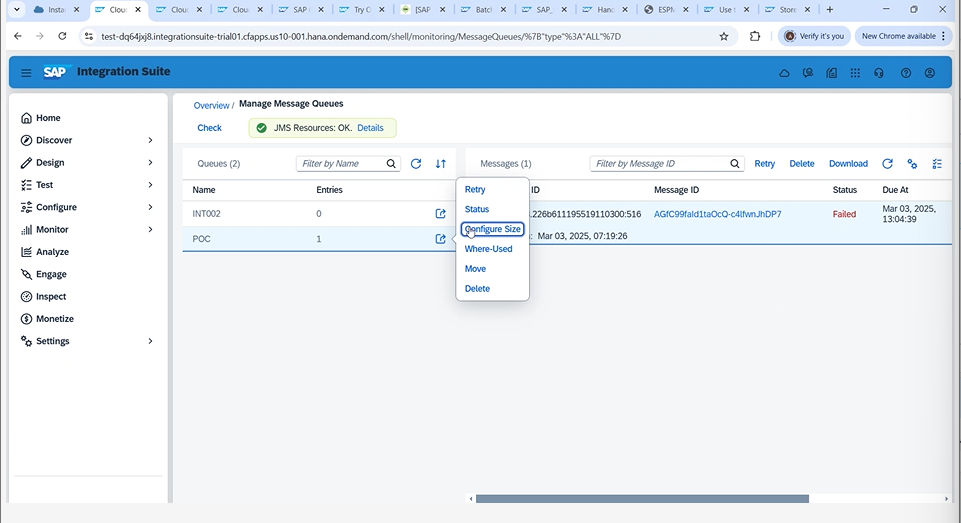 Insta
Clou
Clou
Clou
SAP
Try C
[SAP
Batc
SAP_
Hand
ESPM
Use t
Store
test-dq64jxj8.integrationsuite-trial01.cfapps.us10-001.hana.ondemand.com/shell/monitoring/MessageQueues/%7B"type"%3A"ALL"%7D
Verify it's you
New Chrome available
SAP Integration Suite
Home
Discover
Design
Test
Configure
Monitor
Analyze
Engage
Inspect
Monetize
Settings
Overview / Manage Message Queues
Check
JMS Resources: OK. Details
Queues (2)
Filter by Name
Name Entries
INT002 0
POC 1
Retry
Status
Configure Size
Where-Used
Move
Delete
Messages (1)
Filter by Message ID
Retry Delete Download
ID Message ID Status Due At
.226b611195519110300:516 Failed Mar 03, 2025, 13:04:39
Mar 03, 2025, 07:19:26